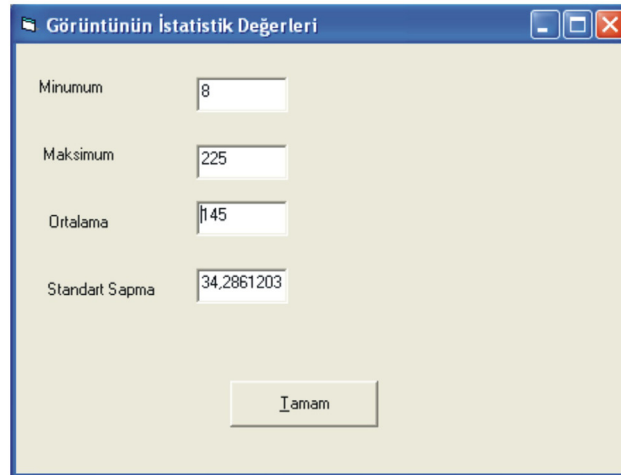 Görüntünün İstatistik Değerleri
Minumum 8
Maksimum 225
Ortalama 145
Standart Sapma 34,2861203
Tamam